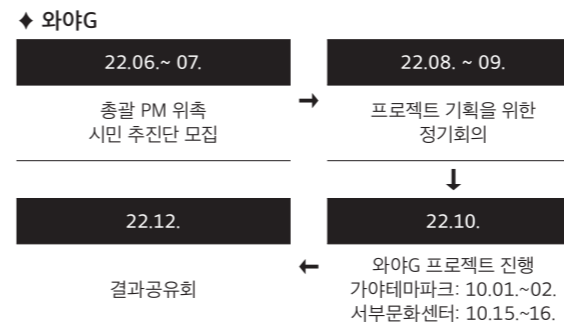 ✦ 와야G
22.06.~ 07.
총괄 PM 위촉
시민 추진단 모집
→
22.08. ~ 09.
프로젝트 기획을 위한
정기회의
↓
22.10.
와야G 프로젝트 진행
가야테마파크: 10.01.~02.
서부문화센터: 10.15.~16.
←
22.12.
결과공유회